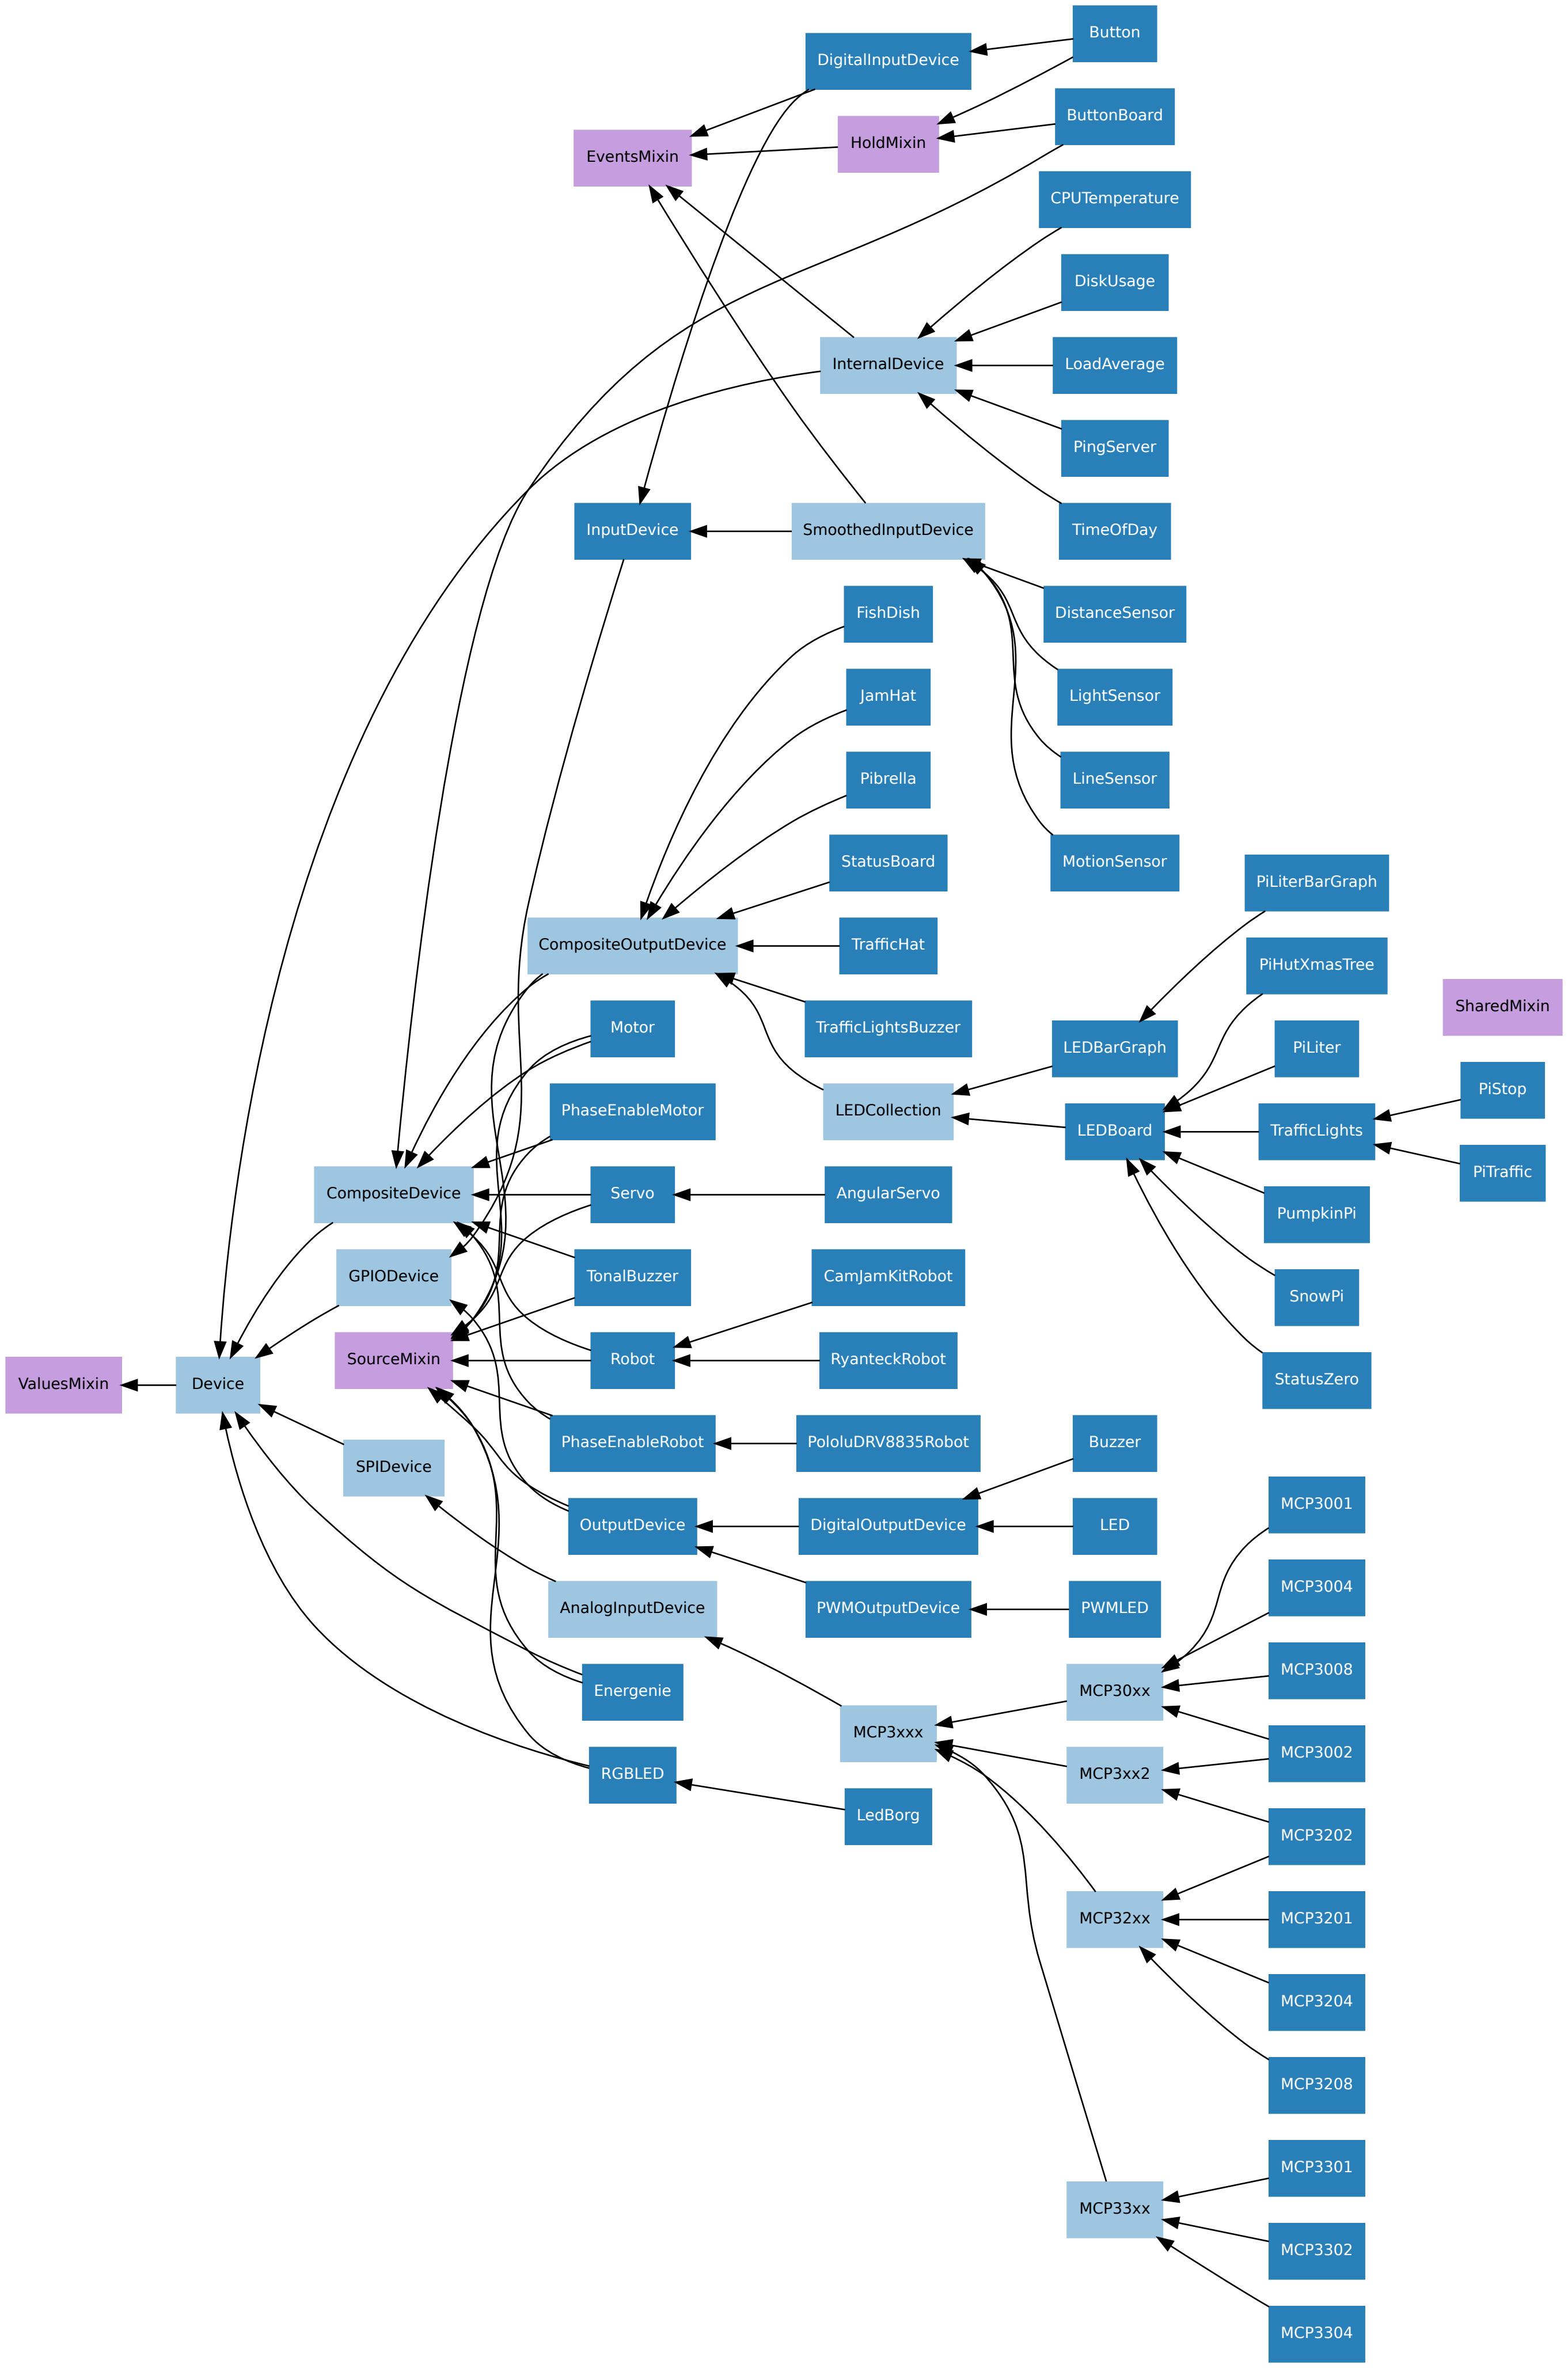 Button
DigitalInputDevice
ButtonBoard
HoldMixin
EventsMixin
CPUTemperature
DiskUsage
InternalDevice
LoadAverage
PingServer
InputDevice
SmoothedInputDevice
TimeOfDay
FishDish
DistanceSensor
JamHat
LightSensor
Pibrella
LineSensor
StatusBoard
MotionSensor
PiLiterBarGraph
CompositeOutputDevice
TrafficHat
PiHutXmasTree
SharedMixin
Motor
TrafficLightsBuzzer
LEDBarGraph
PiLiter
PiStop
PhaseEnableMotor
LEDCollection
LEDBoard
TrafficLights
PiTraffic
CompositeDevice
Servo
AngularServo
PumpkinPi
GPIODevice
TonalBuzzer
CamJamKitRobot
SnowPi
SourceMixin
Robot
RyanteckRobot
StatusZero
ValuesMixin
Device
SPIDevice
PhaseEnableRobot
PololuDRV8835Robot
Buzzer
MCP3001
OutputDevice
DigitalOutputDevice
LED
MCP3004
AnalogInputDevice
PWMOutputDevice
PWMLED
MCP3008
Energenie
MCP30xx
MCP3xxx
MCP3002
RGBLED
MCP3xx2
LedBorg
MCP3202
MCP32xx
MCP3201
MCP3204
MCP3208
MCP3301
MCP33xx
MCP3302
MCP3304